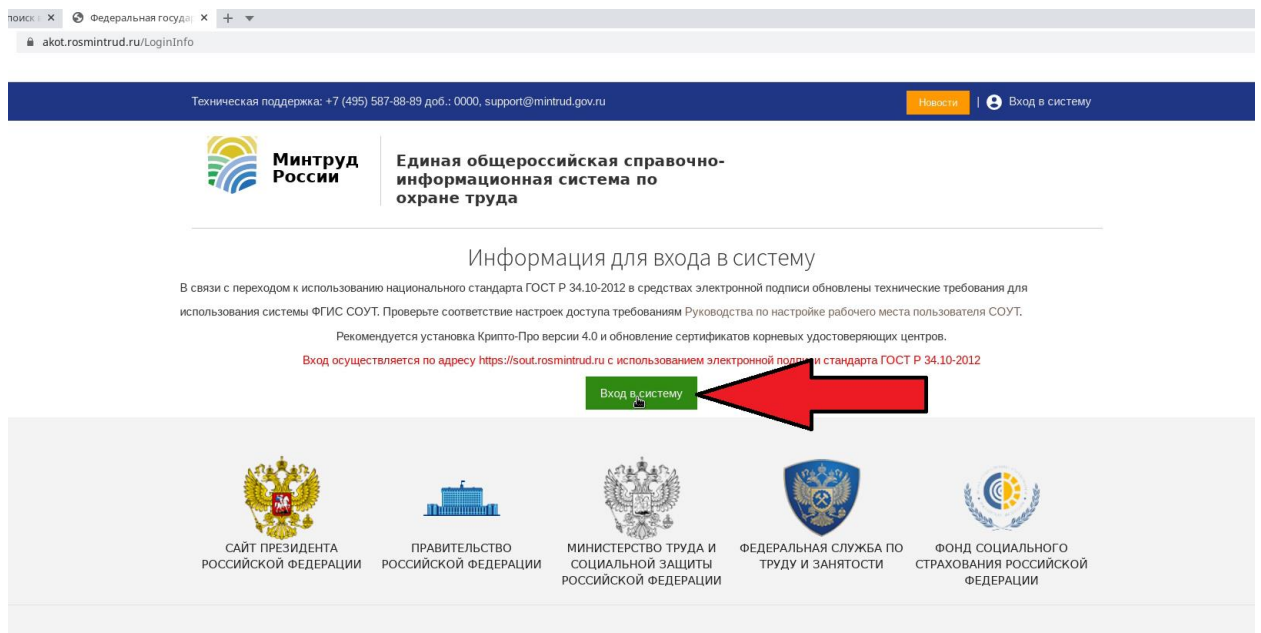 поиск
Федеральная госуда
akot.rosmintrud.ru/LoginInfo
Техническая поддержка: +7 (495) 587-88-89 доб.: 0000, support@mintrud.gov.ru
Новости | Вход в систему
Минтруд
России
Единая общероссийская справочно-
информационная система по
охране труда
Информация для входа в систему
В связи с переходом к использованию национального стандарта ГОСТ Р 34.10-2012 в средствах электронной подписи обновлены технические требования для
использования системы ФГИС СОУТ. Проверьте соответствие настроек доступа требованиям Руководства по настройке рабочего места пользователя СОУТ.
Рекомендуется установка Крипто-Про версии 4.0 и обновление сертификатов корневых удостоверяющих центров.
Вход осуществляется по адресу https://sout.rosmintrud.ru с использованием электронной подписи стандарта ГОСТ Р 34.10-2012
Вход в систему
САЙТ ПРЕЗИДЕНТА
РОССИЙСКОЙ ФЕДЕРАЦИИ
ПРАВИТЕЛЬСТВО
РОССИЙСКОЙ ФЕДЕРАЦИИ
МИНИСТЕРСТВО ТРУДА И
СОЦИАЛЬНОЙ ЗАЩИТЫ
РОССИЙСКОЙ ФЕДЕРАЦИИ
ФЕДЕРАЛЬНАЯ СЛУЖБА ПО
ТРУДУ И ЗАНЯТОСТИ
ФОНД СОЦИАЛЬНОГО
СТРАХОВАНИЯ РОССИЙСКОЙ
ФЕДЕРАЦИИ